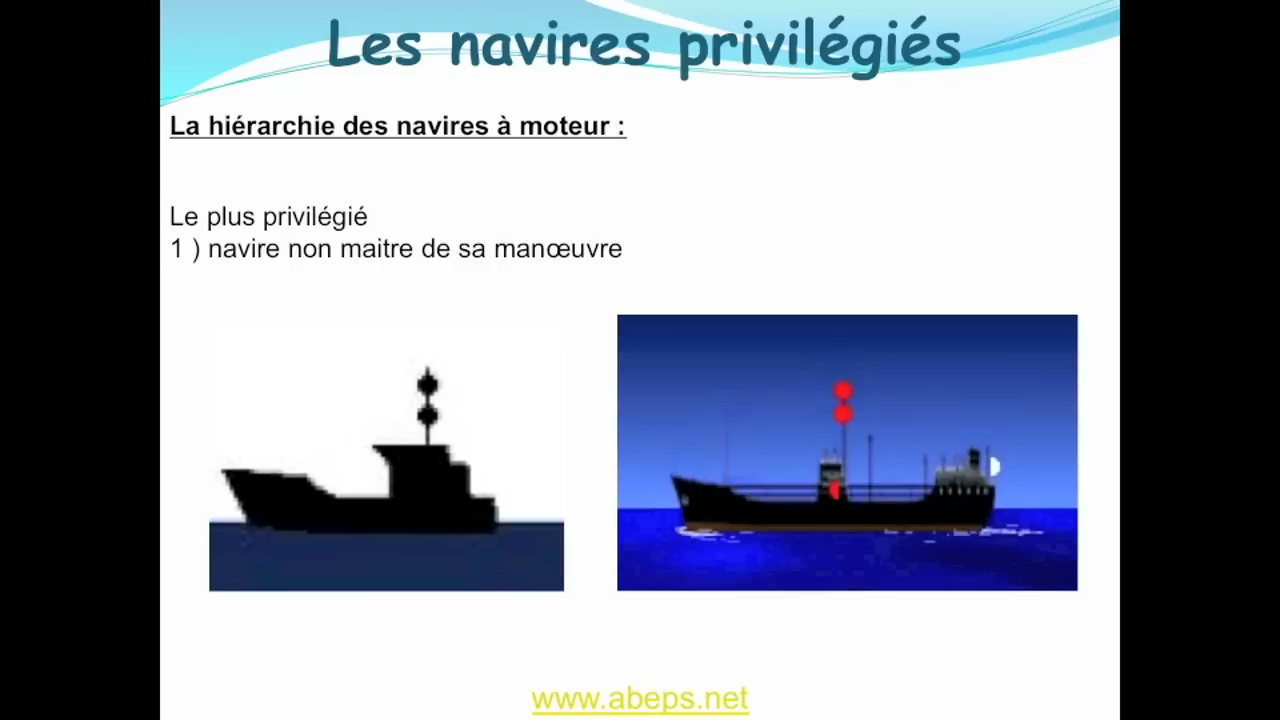 Les navires privilégiés
La hiérarchie des navires à moteur :
Le plus privilégié
1 ) navire non maitre de sa manœuvre
www.abeps.net